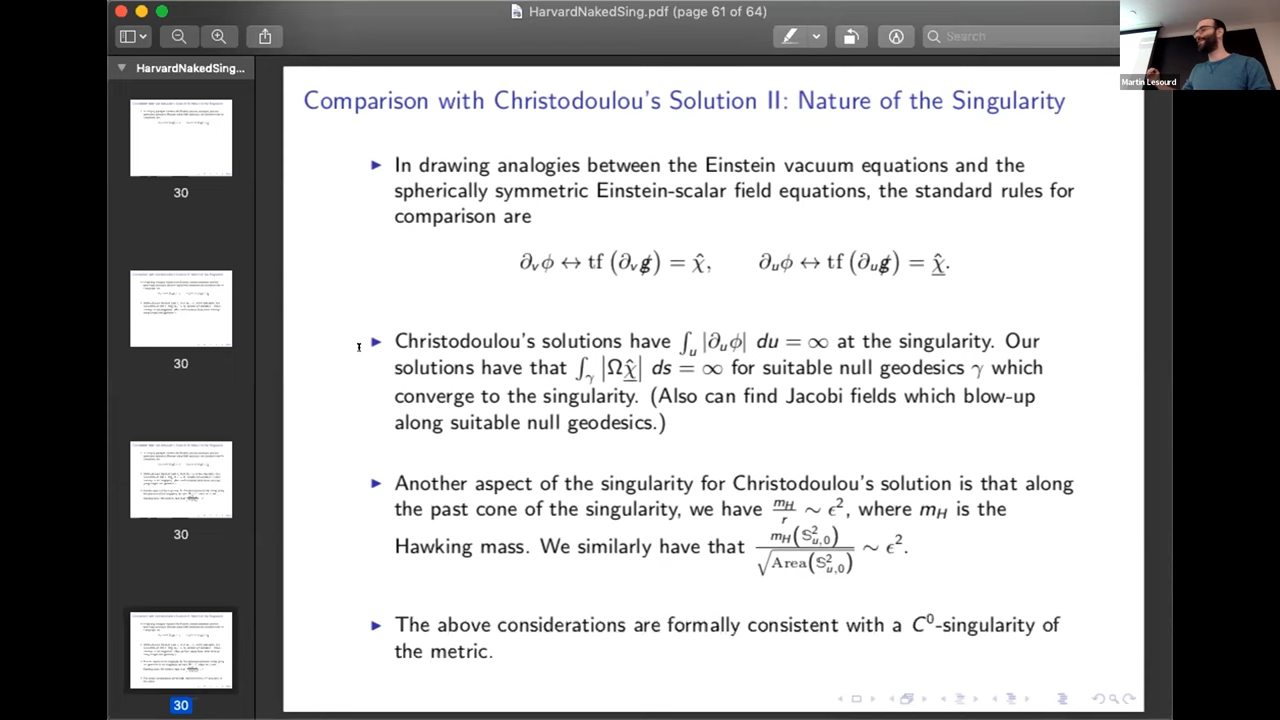 HarvardNakedSing.pdf (page 61 of 64)
Search
HarvardNakedSing...
30
30
30
30
Martin Lesourd
Comparison with Christodoulou's Solution II: Nature of the Singularity
In drawing analogies between the Einstein vacuum equations and the
spherically symmetric Einstein-scalar field equations, the standard rules for
comparison are
∂_vϕ ↔ tf (∂_v g̸) = χ̂,  ∂_uϕ ↔ tf (∂_u g̸) = χ̲̂.
Christodoulou's solutions have ∫_u |∂_uϕ| du = ∞ at the singularity. Our
solutions have that ∫_γ |Ωχ̲̂| ds = ∞ for suitable null geodesics γ which
converge to the singularity. (Also can find Jacobi fields which blow-up
along suitable null geodesics.)
Another aspect of the singularity for Christodoulou's solution is that along
the past cone of the singularity, we have m_H/r ∼ ϵ², where m_H is the
Hawking mass. We similarly have that m_H(𝕊²_{u,0})/√Area(𝕊²_{u,0}) ∼ ϵ².
The above considerations are formally consistent with a C⁰-singularity of
the metric.